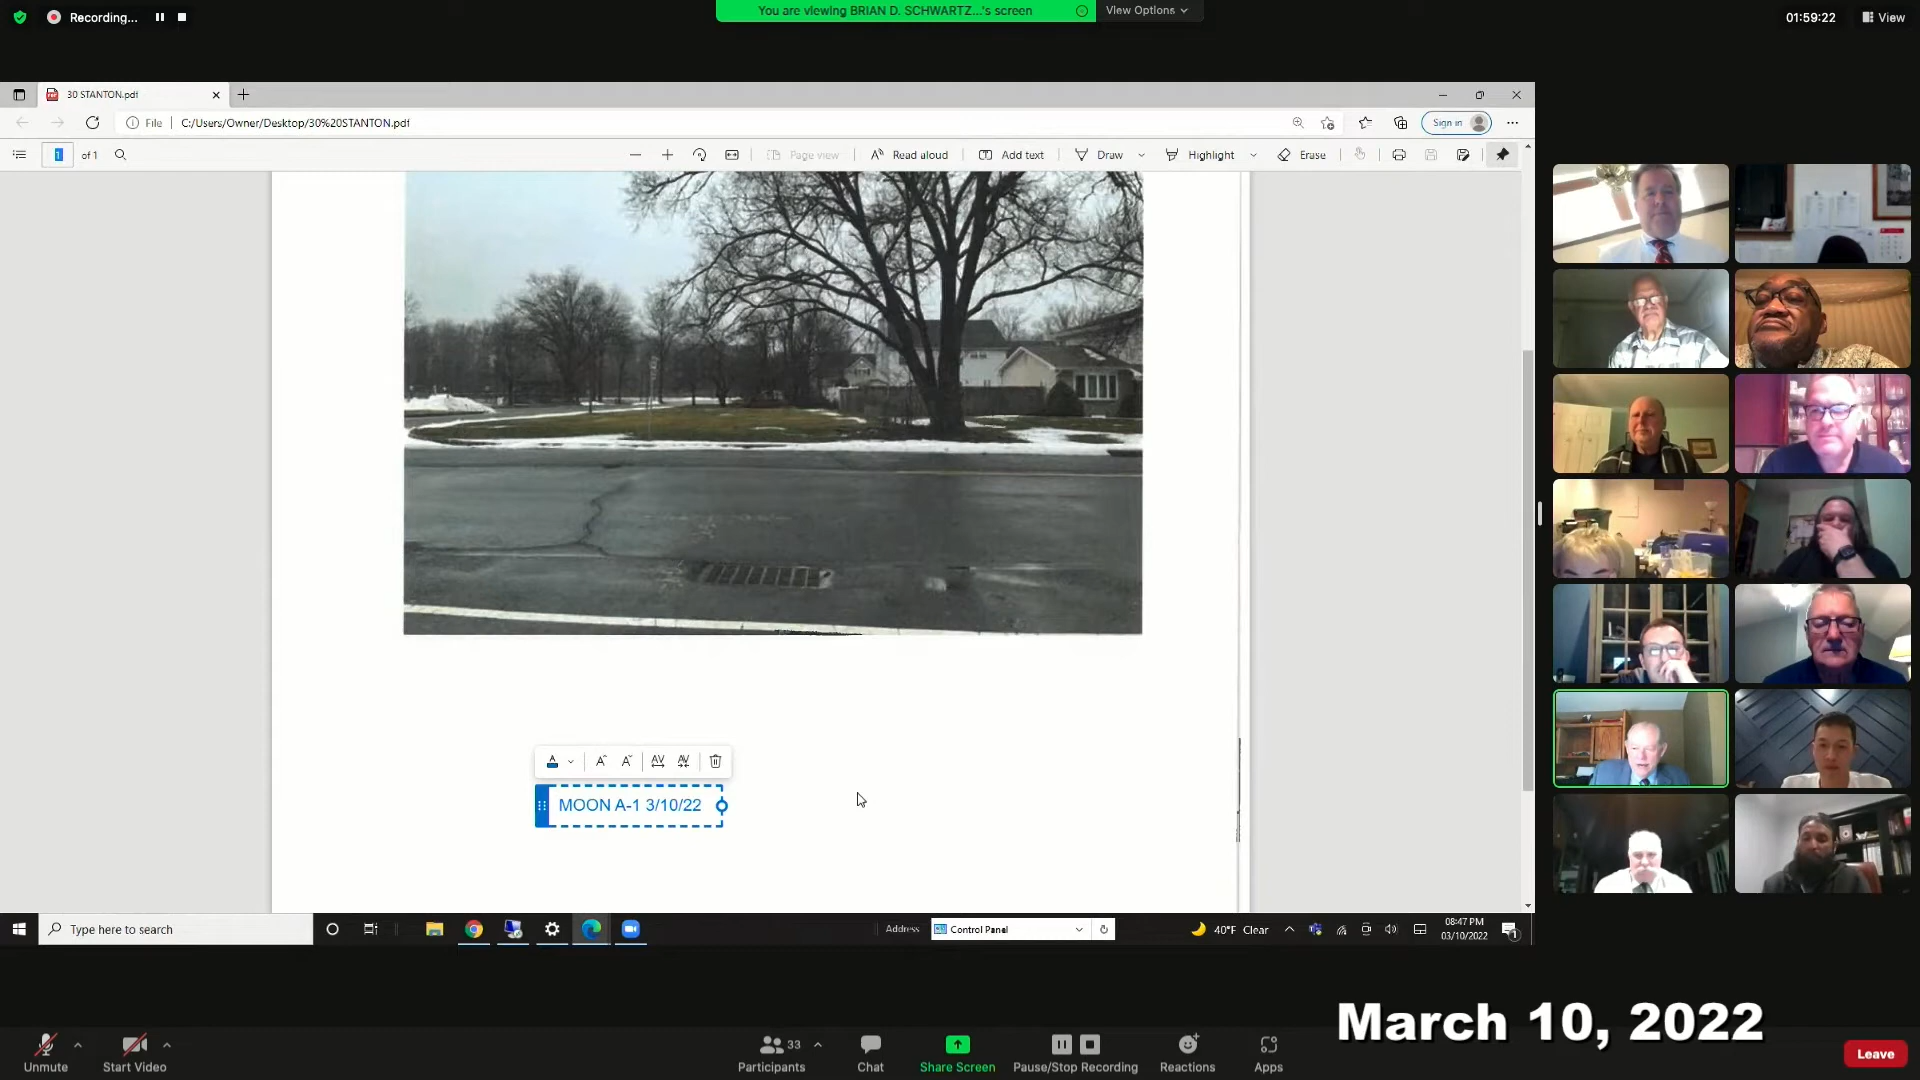 Recording...
You are viewing BRIAN D. SCHWARTZ...'s screen
View Options
01:59:22
View
30 STANTON.pdf
File
C:/Users/Owner/Desktop/30%20STANTON.pdf
Sign in
1 of 1
Page view
Read aloud
Add text
Draw
Highlight
Erase
MOON A-1 3/10/22
Type here to search
Address
Control Panel
40°F Clear
08:47 PM
03/10/2022
1
March 10, 2022
Unmute
Start Video
33
Participants
Chat
Share Screen
Pause/Stop Recording
Reactions
Apps
Leave